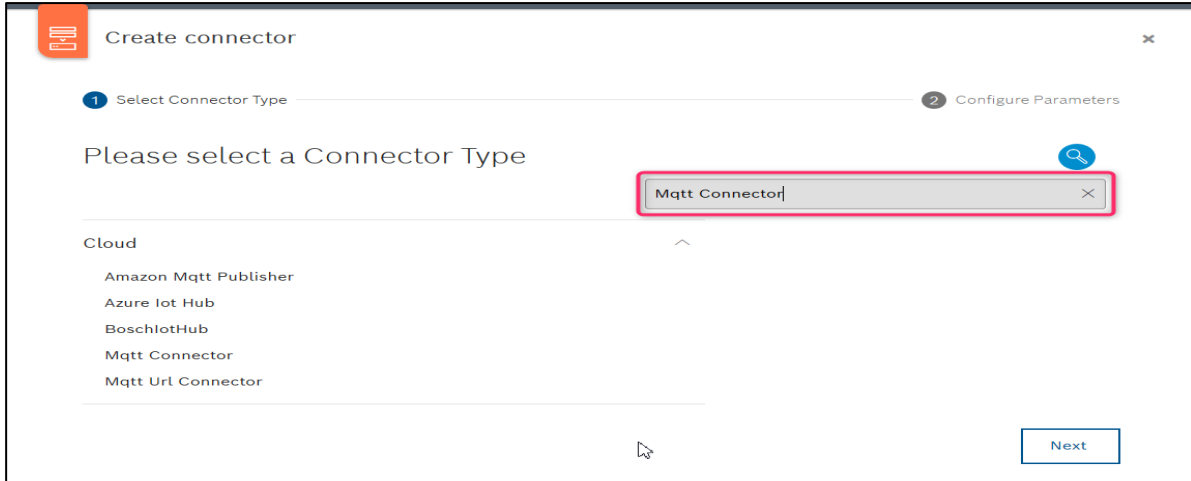 Create connector
1 Select Connector Type
2 Configure Parameters
Please select a Connector Type
Mqtt Connector
Cloud
Amazon Mqtt Publisher
Azure Iot Hub
BoschIotHub
Mqtt Connector
Mqtt Url Connector
Next